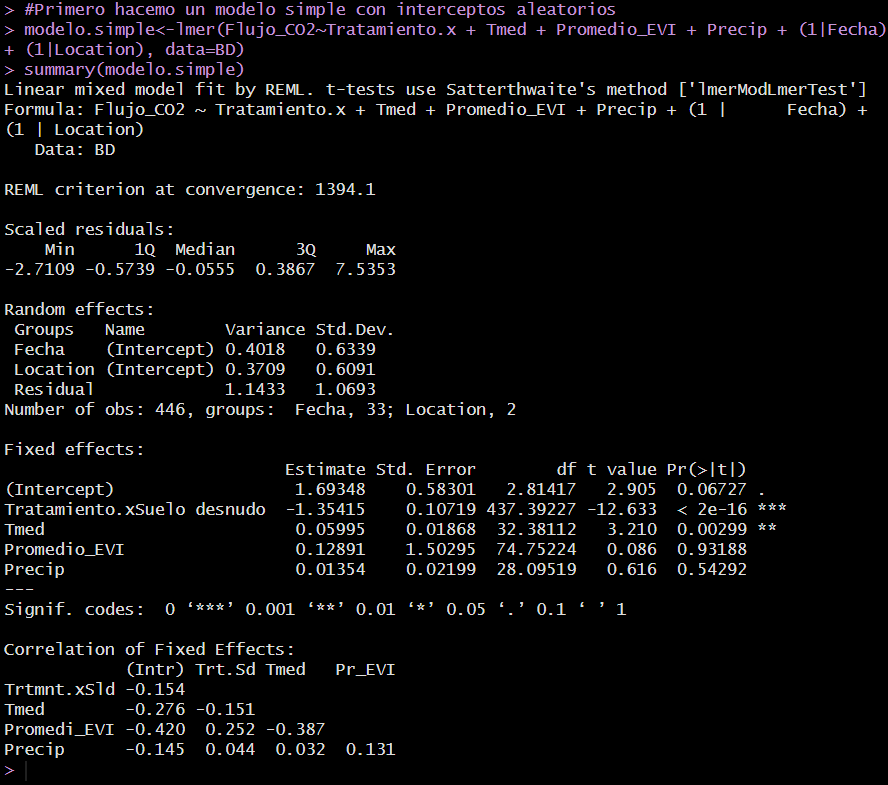 > #Primero hacemo un modelo simple con interceptos aleatorios
> modelo.simple<-lmer(Flujo_CO2~Tratamiento.x + Tmed + Promedio_EVI + Precip + (1|Fecha)
+ (1|Location), data=BD)
> summary(modelo.simple)
Linear mixed model fit by REML. t-tests use Satterthwaite's method ['lmerModLmerTest']
Formula: Flujo_CO2 ~ Tratamiento.x + Tmed + Promedio_EVI + Precip + (1 |      Fecha) +
(1 | Location)
   Data: BD

REML criterion at convergence: 1394.1

Scaled residuals:
    Min      1Q  Median      3Q     Max
-2.7109 -0.5739 -0.0555  0.3867  7.5353

Random effects:
 Groups   Name        Variance Std.Dev.
 Fecha    (Intercept) 0.4018   0.6339
 Location (Intercept) 0.3709   0.6091
 Residual             1.1433   1.0693
Number of obs: 446, groups:  Fecha, 33; Location, 2

Fixed effects:
                            Estimate Std. Error        df t value Pr(>|t|)
(Intercept)                  1.69348    0.58301   2.81417   2.905  0.06727 .
Tratamiento.xSuelo desnudo  -1.35415    0.10719 437.39227 -12.633  < 2e-16 ***
Tmed                         0.05995    0.01868  32.38112   3.210  0.00299 **
Promedio_EVI                 0.12891    1.50295  74.75224   0.086  0.93188
Precip                       0.01354    0.02199  28.09519   0.616  0.54292
---
Signif. codes:  0 ‘***’ 0.001 ‘**’ 0.01 ‘*’ 0.05 ‘.’ 0.1 ‘ ’ 1

Correlation of Fixed Effects:
            (Intr) Trt.Sd Tmed   Pr_EVI
Trtmnt.xSld -0.154
Tmed        -0.276 -0.151
Promedi_EVI -0.420  0.252 -0.387
Precip      -0.145  0.044  0.032  0.131
>